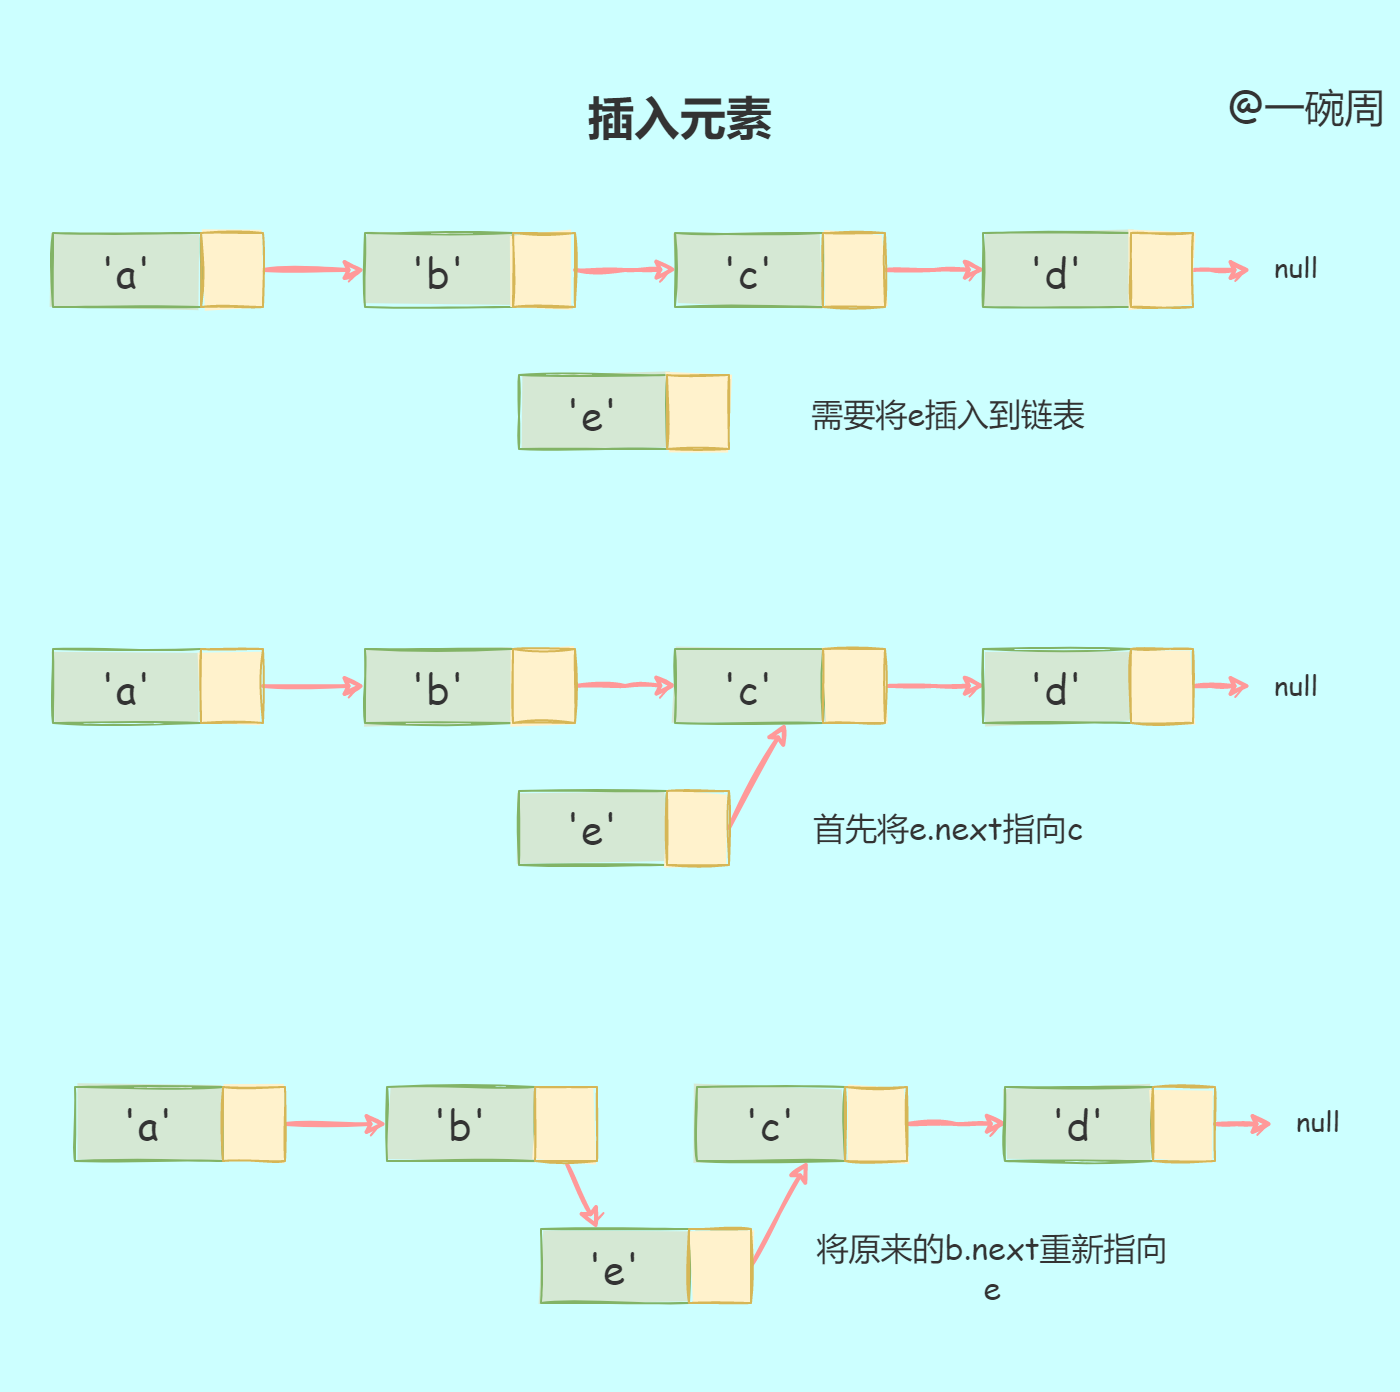 插入元素
@一碗周
'a'
'b'
'c'
'd'
null
'e'
需要将e插入到链表
'a'
'b'
'c'
'd'
null
'e'
首先将e.next指向c
'a'
'b'
'c'
'd'
null
'e'
将原来的b.next重新指向
e